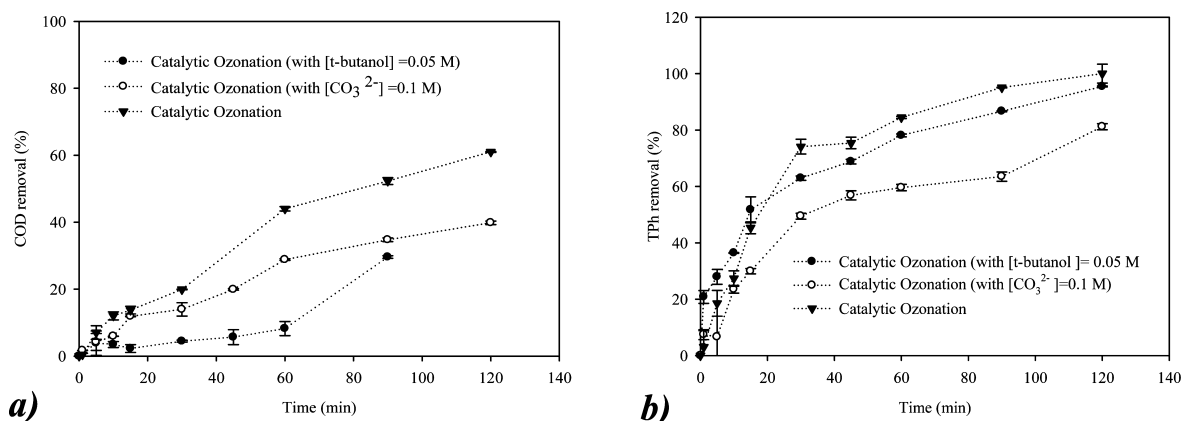 100
80
60
40
20
0
COD removal (%)
Catalytic Ozonation (with [t-butanol] =0.05 M)
Catalytic Ozonation (with [CO3 2-] =0.1 M)
Catalytic Ozonation
0 20 40 60 80 100 120 140
Time (min)
a)
120
100
80
60
40
20
0
TPh removal (%)
Catalytic Ozonation (with [t-butanol ]= 0.05 M
Catalytic Ozonation (with [CO3 2- ]=0.1 M)
Catalytic Ozonation
0 20 40 60 80 100 120 140
Time (min)
b)